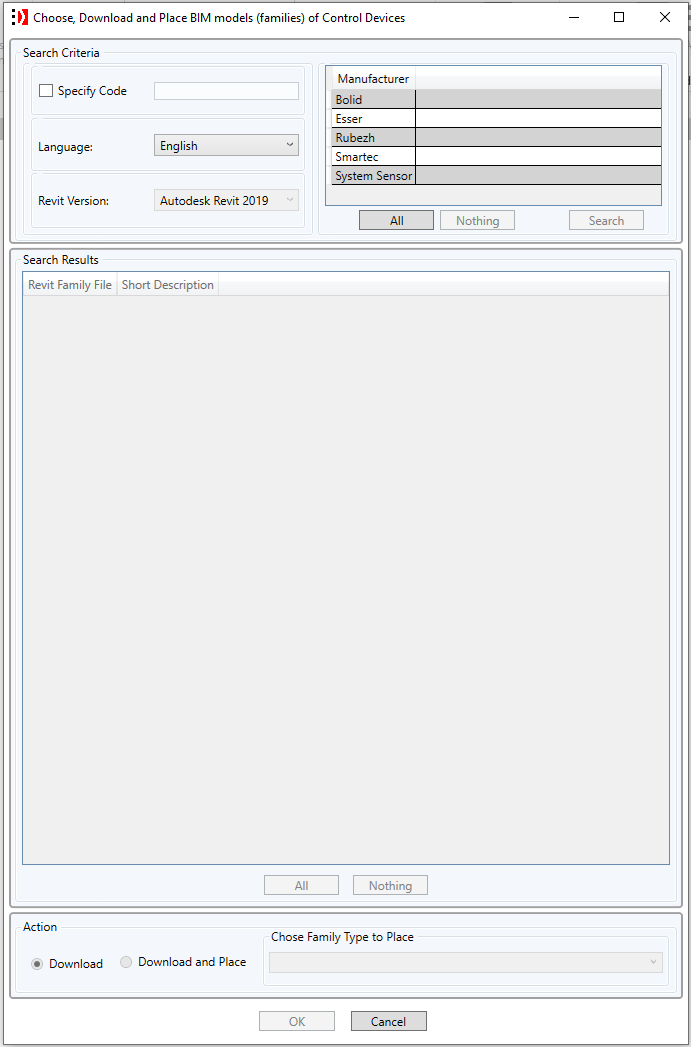 Choose, Download and Place BIM models (families) of Control Devices
Search Criteria
Specify Code
Language:
English
Revit Version:
Autodesk Revit 2019
Manufacturer
Bolid
Esser
Rubezh
Smartec
System Sensor
All
Nothing
Search
Search Results
Revit Family File
Short Description
All
Nothing
Action
Download
Download and Place
Chose Family Type to Place
OK
Cancel